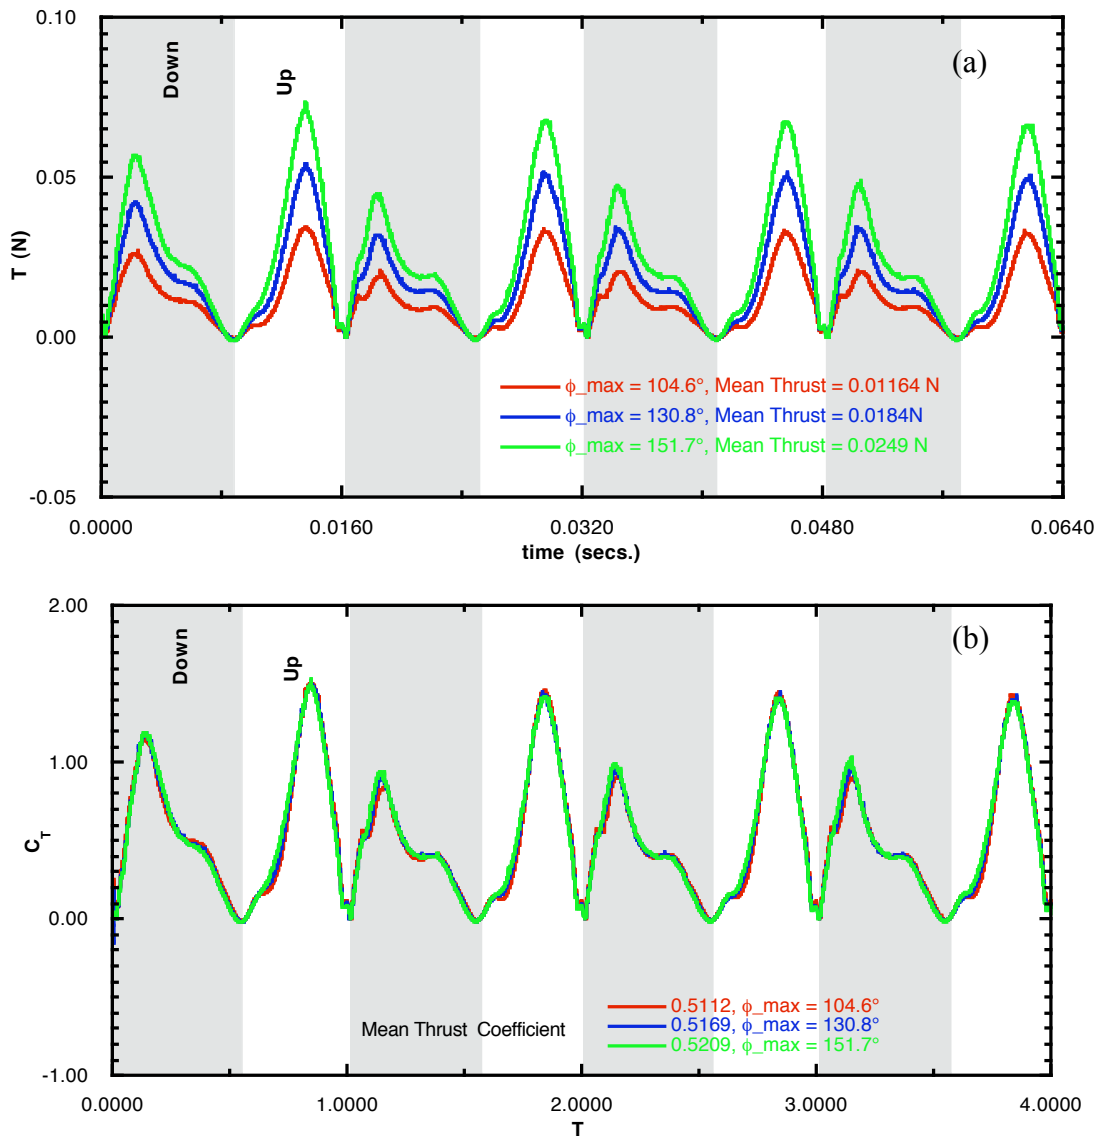 0.10
(a)
Down
Up
0.05
T (N)
0.00
ϕ_max = 104.6°, Mean Thrust = 0.01164 N
ϕ_max = 130.8°, Mean Thrust = 0.0184N
ϕ_max = 151.7°, Mean Thrust = 0.0249 N
-0.05
0.0000 0.0160 0.0320 0.0480 0.0640
time (secs.)
2.00
(b)
Down
Up
1.00
C_T
0.00
0.5112, ϕ_max = 104.6°
Mean Thrust Coefficient
0.5169, ϕ_max = 130.8°
0.5209, ϕ_max = 151.7°
-1.00
0.0000 1.0000 2.0000 3.0000 4.0000
T